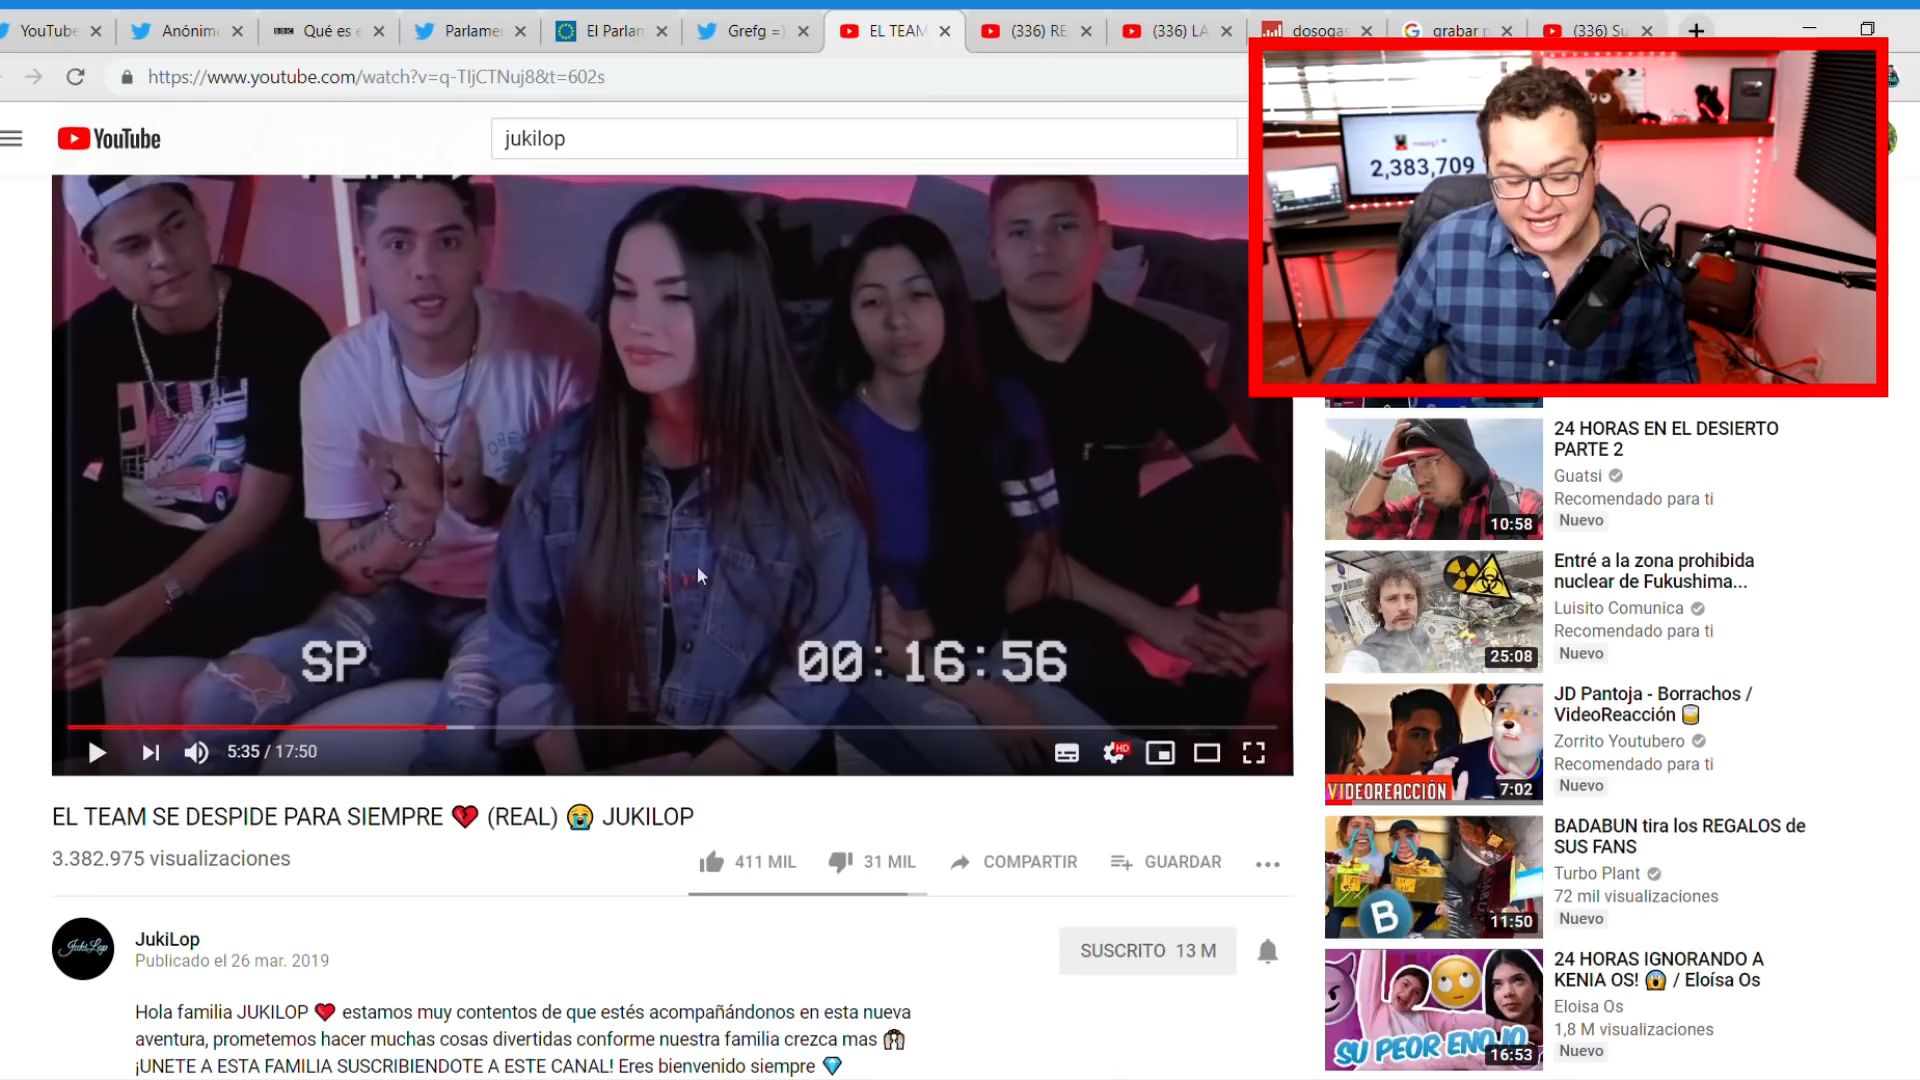 YouTube
Anónim
BBC
Qué es e
Parlame
El Parlan
Grefg =)
EL TEAM
(336) RE
(336) LA
dosogas
grabar p
(336) Su
https://www.youtube.com/watch?v=q-TljCTNuj8&t=602s
YouTube
jukilop
2,383,709
SP
00:16:56
5:35 / 17:50
HD
EL TEAM SE DESPIDE PARA SIEMPRE 💔 (REAL) 😭 JUKILOP
3.382.975 visualizaciones
411 MIL
31 MIL
COMPARTIR
GUARDAR
JukiLop
JukiLop
Publicado el 26 mar. 2019
SUSCRITO 13 M
Hola familia JUKILOP ❤ estamos muy contentos de que estés acompañándonos en esta nueva
aventura, prometemos hacer muchas cosas divertidas conforme nuestra familia crezca mas
¡UNETE A ESTA FAMILIA SUSCRIBIENDOTE A ESTE CANAL! Eres bienvenido siempre 💎
24 HORAS EN EL DESIERTO
PARTE 2
Guatsi
Recomendado para ti
Nuevo
10:58
Entré a la zona prohibida
nuclear de Fukushima...
Luisito Comunica
Recomendado para ti
Nuevo
25:08
JD Pantoja - Borrachos /
VideoReacción 🥃
Zorrito Youtubero
Recomendado para ti
Nuevo
VIDEOREACCIÓN
7:02
BADABUN tira los REGALOS de
SUS FANS
Turbo Plant
72 mil visualizaciones
Nuevo
B
11:50
24 HORAS IGNORANDO A
KENIA OS! 😱 / Eloísa Os
Eloisa Os
1,8 M visualizaciones
Nuevo
SU PEOR ENOJO
16:53